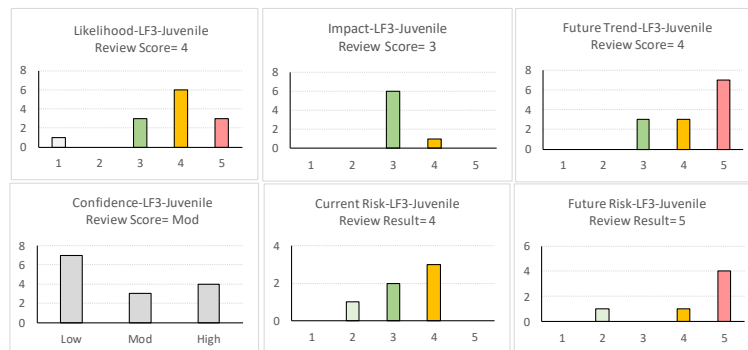 Likelihood-LF3-Juvenile
Review Score= 4
8
6
4
2
0
1 2 3 4 5
Impact-LF3-Juvenile
Review Score= 3
8
6
4
2
0
1 2 3 4 5
Future Trend-LF3-Juvenile
Review Score= 4
8
6
4
2
0
1 2 3 4 5
Confidence-LF3-Juvenile
Review Score= Mod
8
6
4
2
0
Low Mod High
Current Risk-LF3-Juvenile
Review Result= 4
4
2
0
1 2 3 4 5
Future Risk-LF3-Juvenile
Review Result= 5
6
4
2
0
1 2 3 4 5